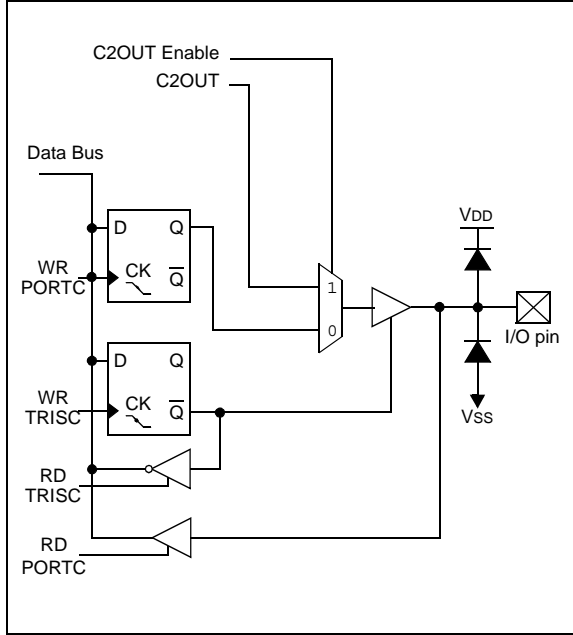 C2OUT Enable
C2OUT
Data Bus
D Q
WR
PORTC
CK Q
VDD
1
0
I/O pin
D Q
WR
TRISC
CK Q
VSS
RD
TRISC
RD
PORTC